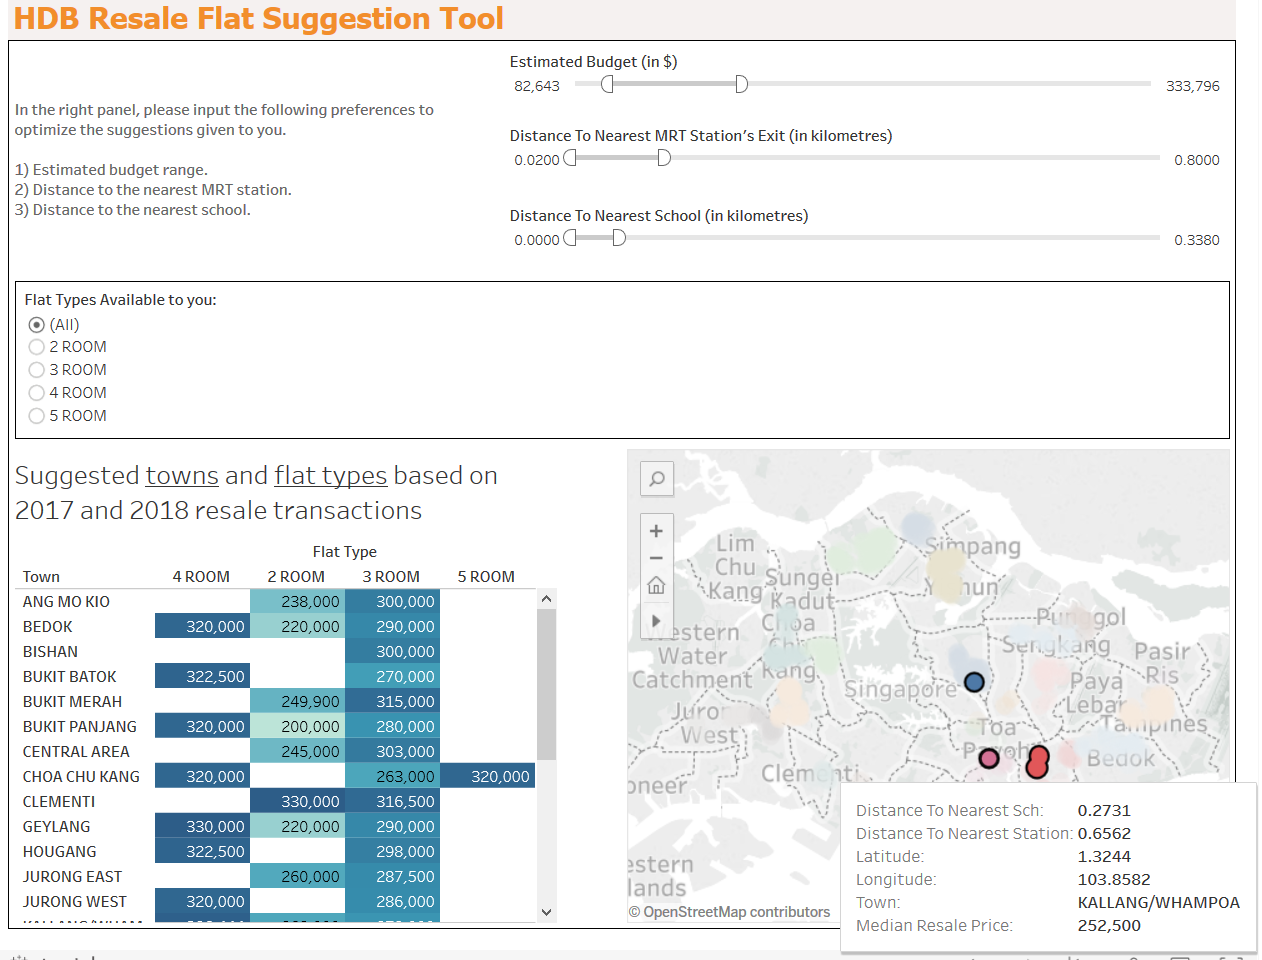 HDB Resale Flat Suggestion Tool
In the right panel, please input the following preferences to
optimize the suggestions given to you.
1) Estimated budget range.
2) Distance to the nearest MRT station.
3) Distance to the nearest school.
Estimated Budget (in $)
82,643 333,796
Distance To Nearest MRT Station's Exit (in kilometres)
0.0200 0.8000
Distance To Nearest School (in kilometres)
0.0000 0.3380
Flat Types Available to you:
(All)
2 ROOM
3 ROOM
4 ROOM
5 ROOM
Suggested towns and flat types based on
2017 and 2018 resale transactions
Flat Type
Town 4 ROOM 2 ROOM 3 ROOM 5 ROOM
ANG MO KIO 238,000 300,000
BEDOK 320,000 220,000 290,000
BISHAN 300,000
BUKIT BATOK 322,500 270,000
BUKIT MERAH 249,900 315,000
BUKIT PANJANG 320,000 200,000 280,000
CENTRAL AREA 245,000 303,000
CHOA CHU KANG 320,000 263,000 320,000
CLEMENTI 330,000 316,500
GEYLANG 330,000 220,000 290,000
HOUGANG 322,500 298,000
JURONG EAST 260,000 287,500
JURONG WEST 320,000 286,000
Lim
Chu
Kang
Sungei
Kadut
Simpang
Yishun
Choa
Chu
Kang
Western
Water
Catchment
Punggol
Sengkang
Pasir
Ris
Singapore
Paya
Lebar
Tampines
Jurong
West
Toa
Payoh
Bedok
Clementi
oneer
estern
lands
© OpenStreetMap contributors
Distance To Nearest Sch: 0.2731
Distance To Nearest Station: 0.6562
Latitude: 1.3244
Longitude: 103.8582
Town: KALLANG/WHAMPOA
Median Resale Price: 252,500